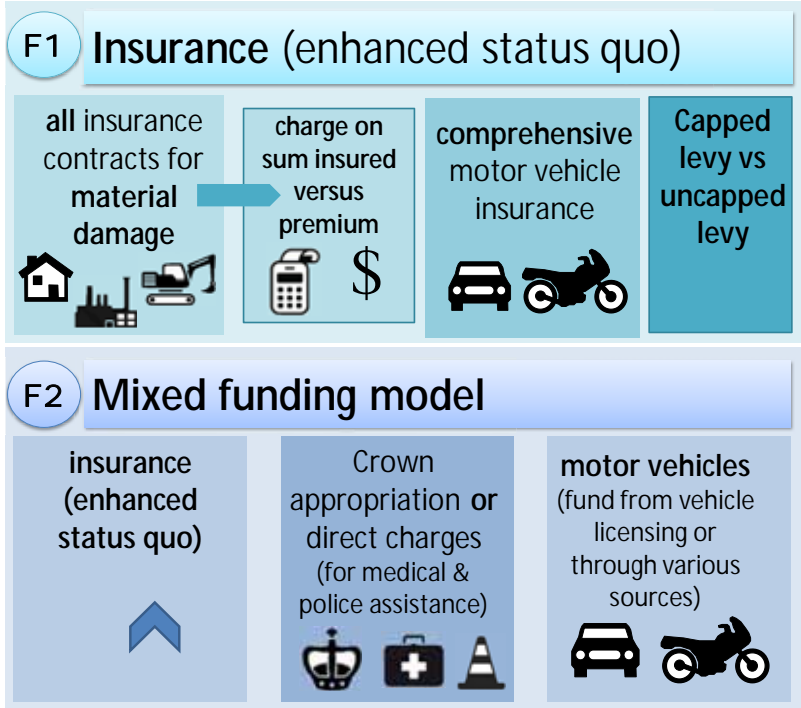 F1
Insurance (enhanced status quo)
all insurance
contracts for
material
damage
charge on
sum insured
versus
premium
$
comprehensive
motor vehicle
insurance
Capped
levy vs
uncapped
levy
F2
Mixed funding model
insurance
(enhanced
status quo)
Crown
appropriation or
direct charges
(for medical &
police assistance)
motor vehicles
(fund from vehicle
licensing or
through various
sources)